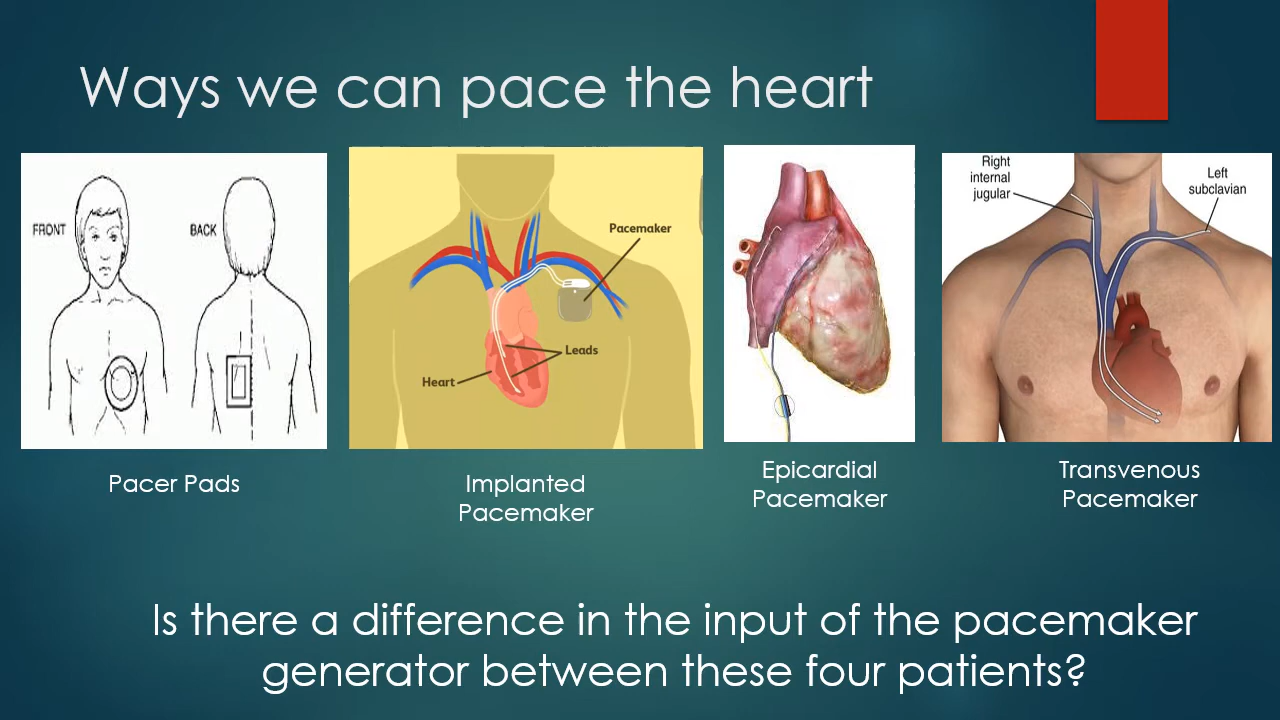 Ways we can pace the heart
FRONT
BACK
Pacemaker
Leads
Heart
Right
internal
jugular
Left
subclavian
Pacer Pads
Implanted
Pacemaker
Epicardial
Pacemaker
Transvenous
Pacemaker
Is there a difference in the input of the pacemaker
generator between these four patients?